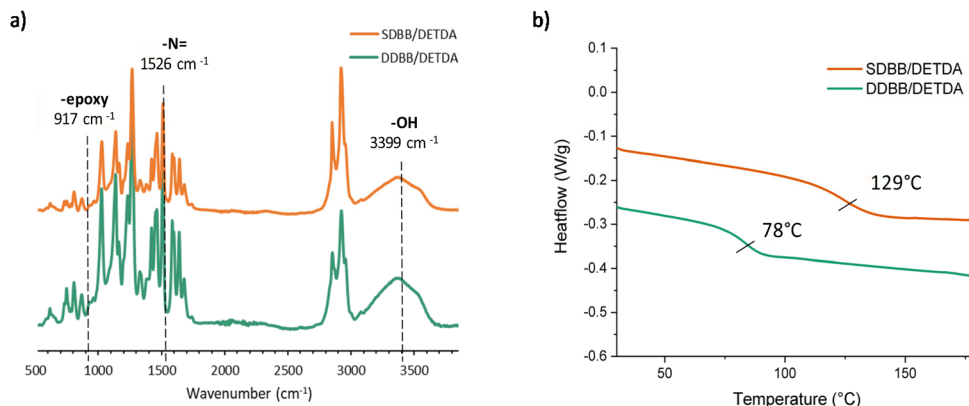 a)
SDBB/DETDA
DDBB/DETDA
-N=
1526 cm -1
-epoxy
917 cm -1
-OH
3399 cm -1
500 1000 1500 2000 2500 3000 3500
Wavenumber (cm-1)
b)
0.1
0.0
-0.1
-0.2
-0.3
-0.4
-0.5
-0.6
Heatflow (W/g)
SDBB/DETDA
DDBB/DETDA
129°C
78°C
50 100 150
Temperature (°C)